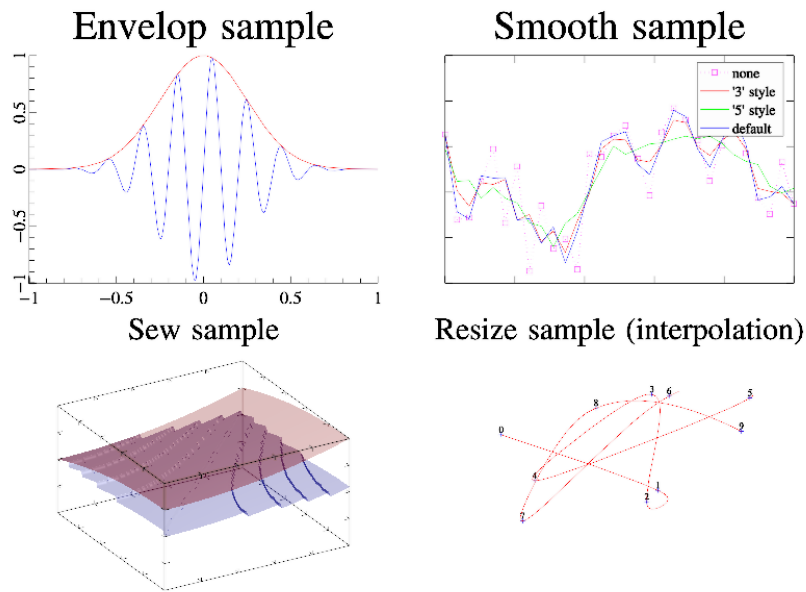 Envelop sample
Smooth sample
1
0.5
0
−0.5
−1
−1
−0.5
0
0.5
1
none
'3' style
'5' style
default
Sew sample
Resize sample (interpolation)
0
1
2
3
4
5
6
8
9